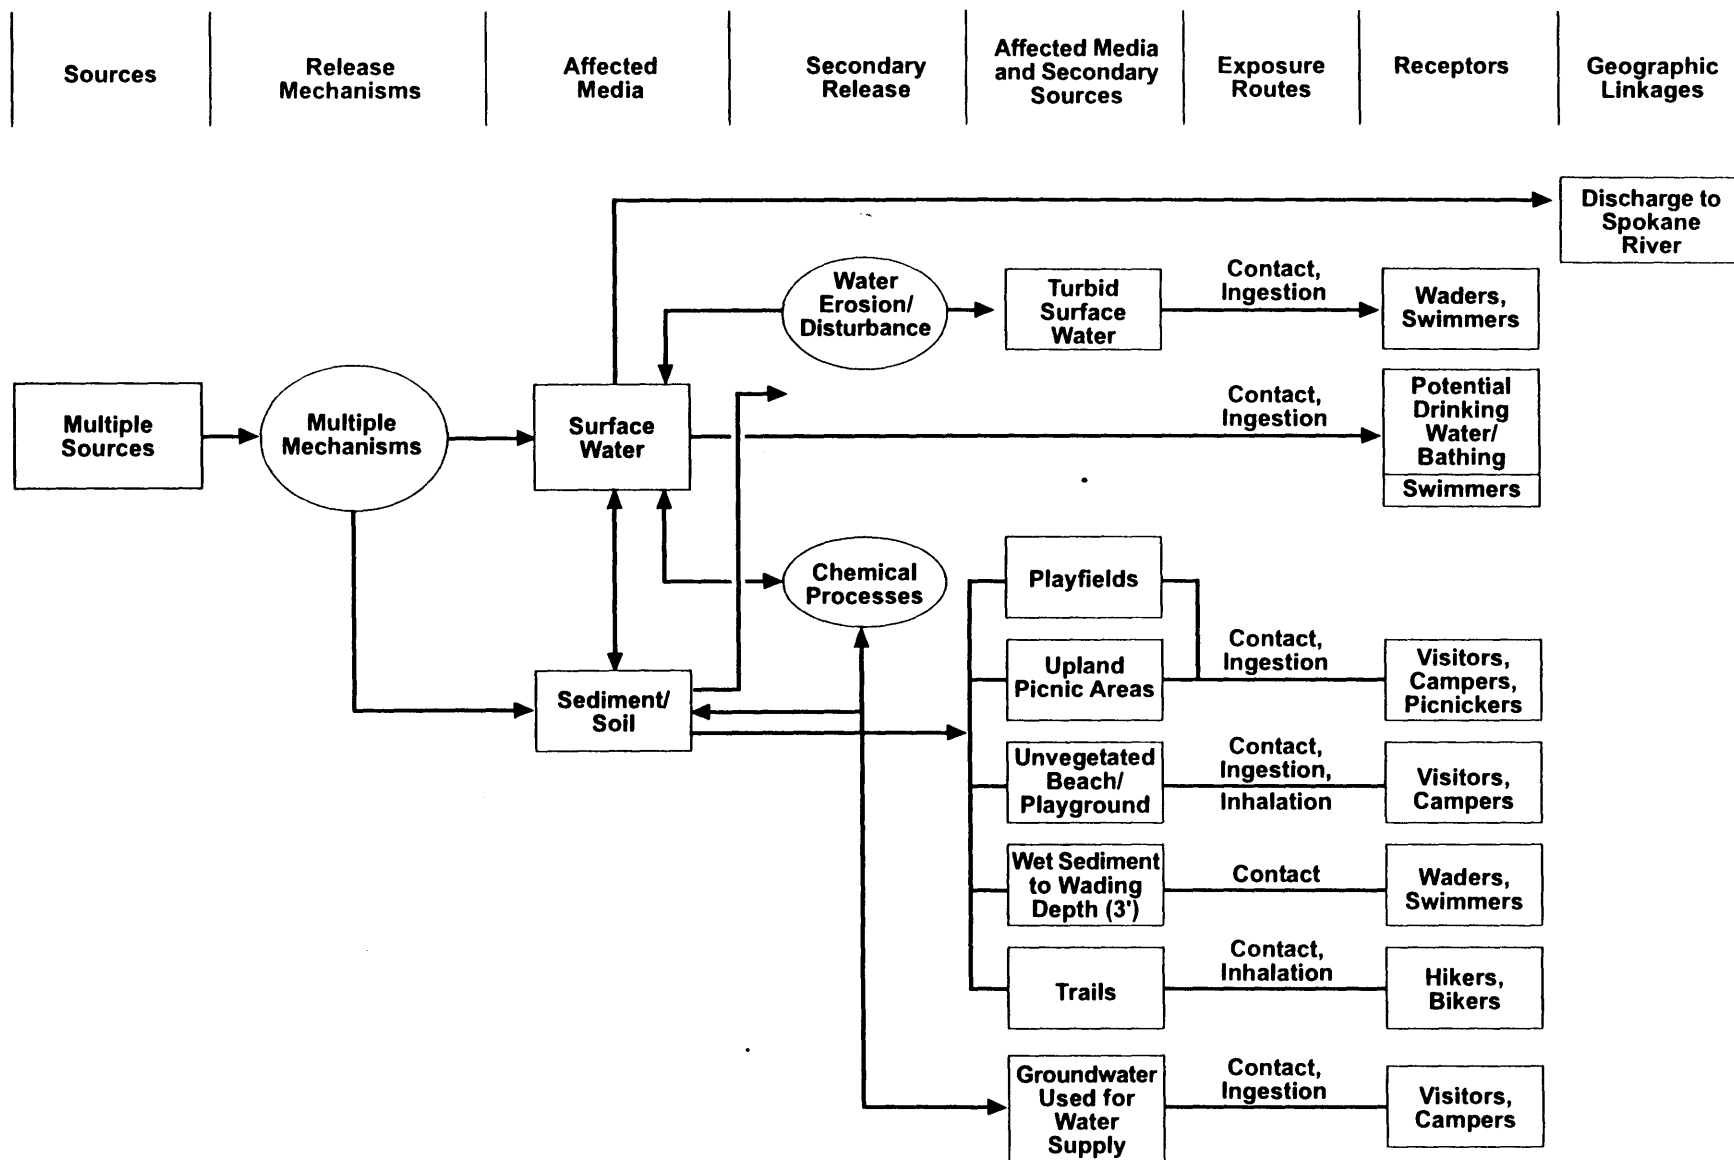 Sources
Release
Mechanisms
Affected
Media
Secondary
Release
Affected Media
and Secondary
Sources
Exposure
Routes
Receptors
Geographic
Linkages
Discharge to
Spokane
River
Water
Erosion/
Disturbance
Turbid
Surface
Water
Contact,
Ingestion
Waders,
Swimmers
Multiple
Sources
Multiple
Mechanisms
Surface
Water
Contact,
Ingestion
Potential
Drinking
Water/
Bathing
Swimmers
Chemical
Processes
Playfields
Sediment/
Soil
Upland
Picnic Areas
Contact,
Ingestion
Visitors,
Campers,
Picnickers
Unvegetated
Beach/
Playground
Contact,
Ingestion,
Inhalation
Visitors,
Campers
Wet Sediment
to Wading
Depth (3')
Contact
Waders,
Swimmers
Trails
Contact,
Inhalation
Hikers,
Bikers
Groundwater
Used for
Water
Supply
Contact,
Ingestion
Visitors,
Campers